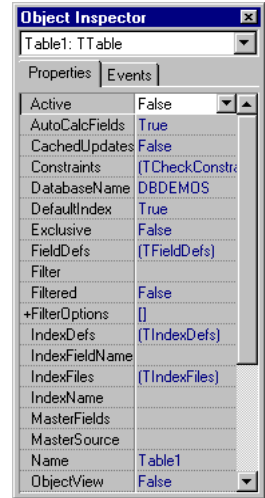 Object Inspector
Table1: TTable
Properties Events
Active False
AutoCalcFields True
CachedUpdates False
Constraints (TCheckConstra
DatabaseName DBDEMOS
DefaultIndex True
Exclusive False
FieldDefs (TFieldDefs)
Filter
Filtered False
+FilterOptions []
IndexDefs (TIndexDefs)
IndexFieldName
IndexFiles (TIndexFiles)
IndexName
MasterFields
MasterSource
Name Table1
ObjectView False